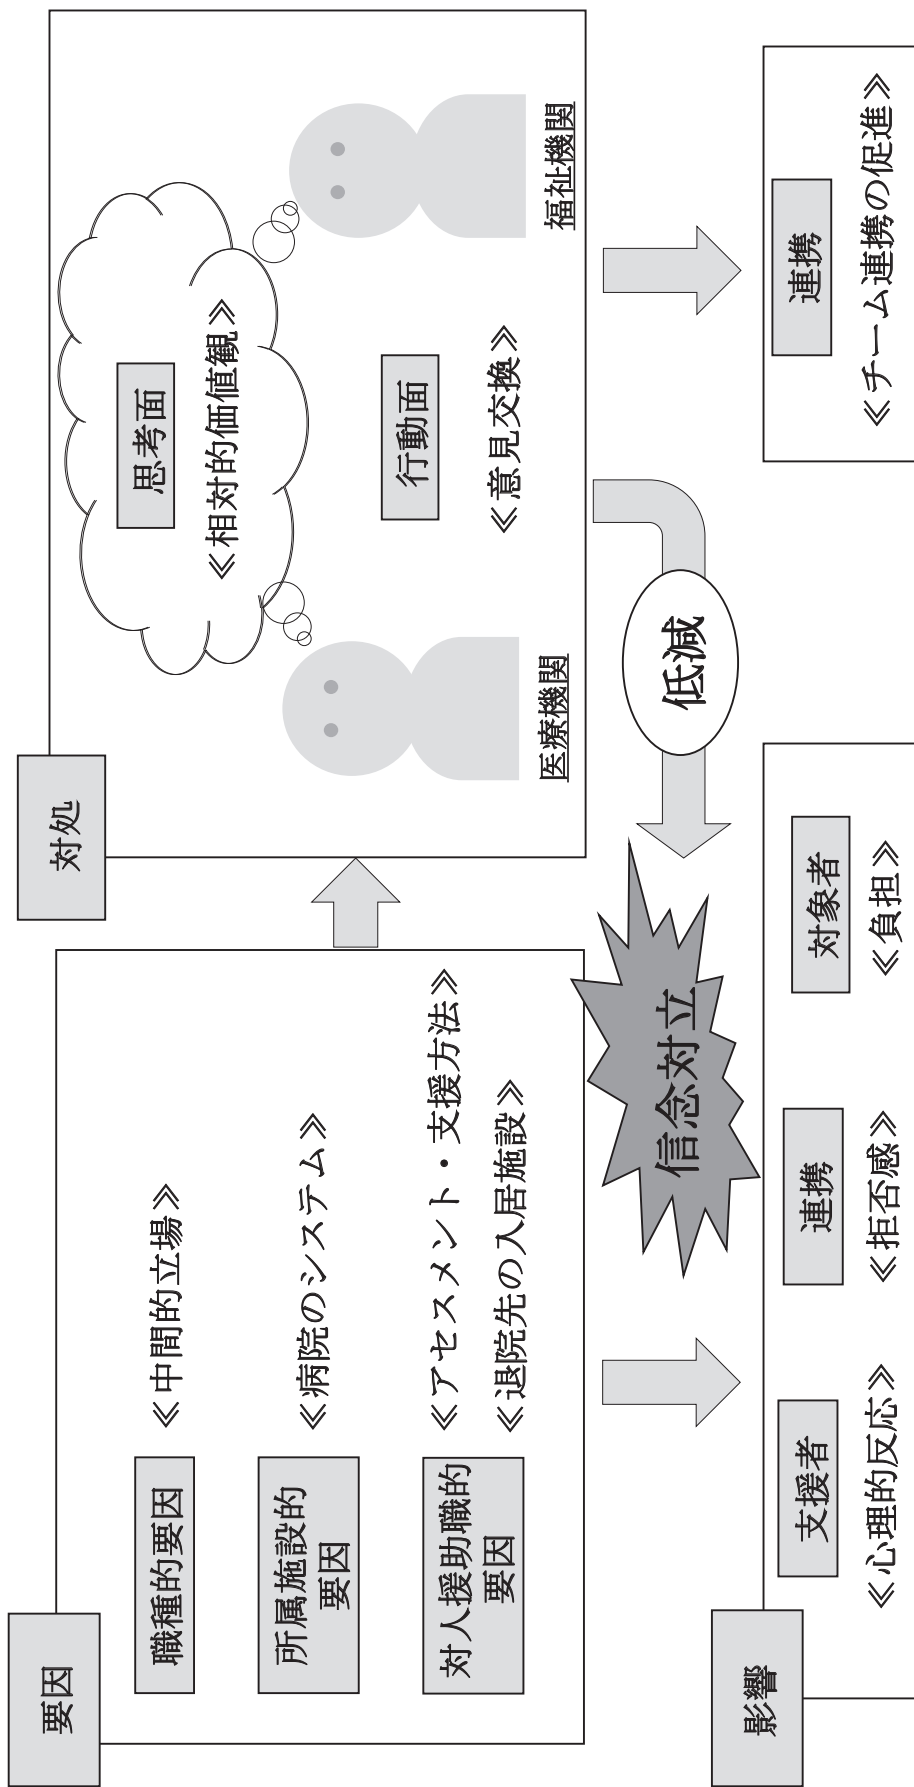 要因
職種的要因
≪中間的立場≫
所属施設的
要因
≪病院のシステム≫
対人援助職的
要因
≪アセスメント・支援方法≫
≪退院先の入居施設≫
対処
思考面
≪相対的価値観≫
行動面
≪意見交換≫
医療機関
福祉機関
信念対立
低減
影響
支援者
≪心理的反応≫
連携
≪拒否感≫
対象者
≪負担≫
連携
≪チーム連携の促進≫